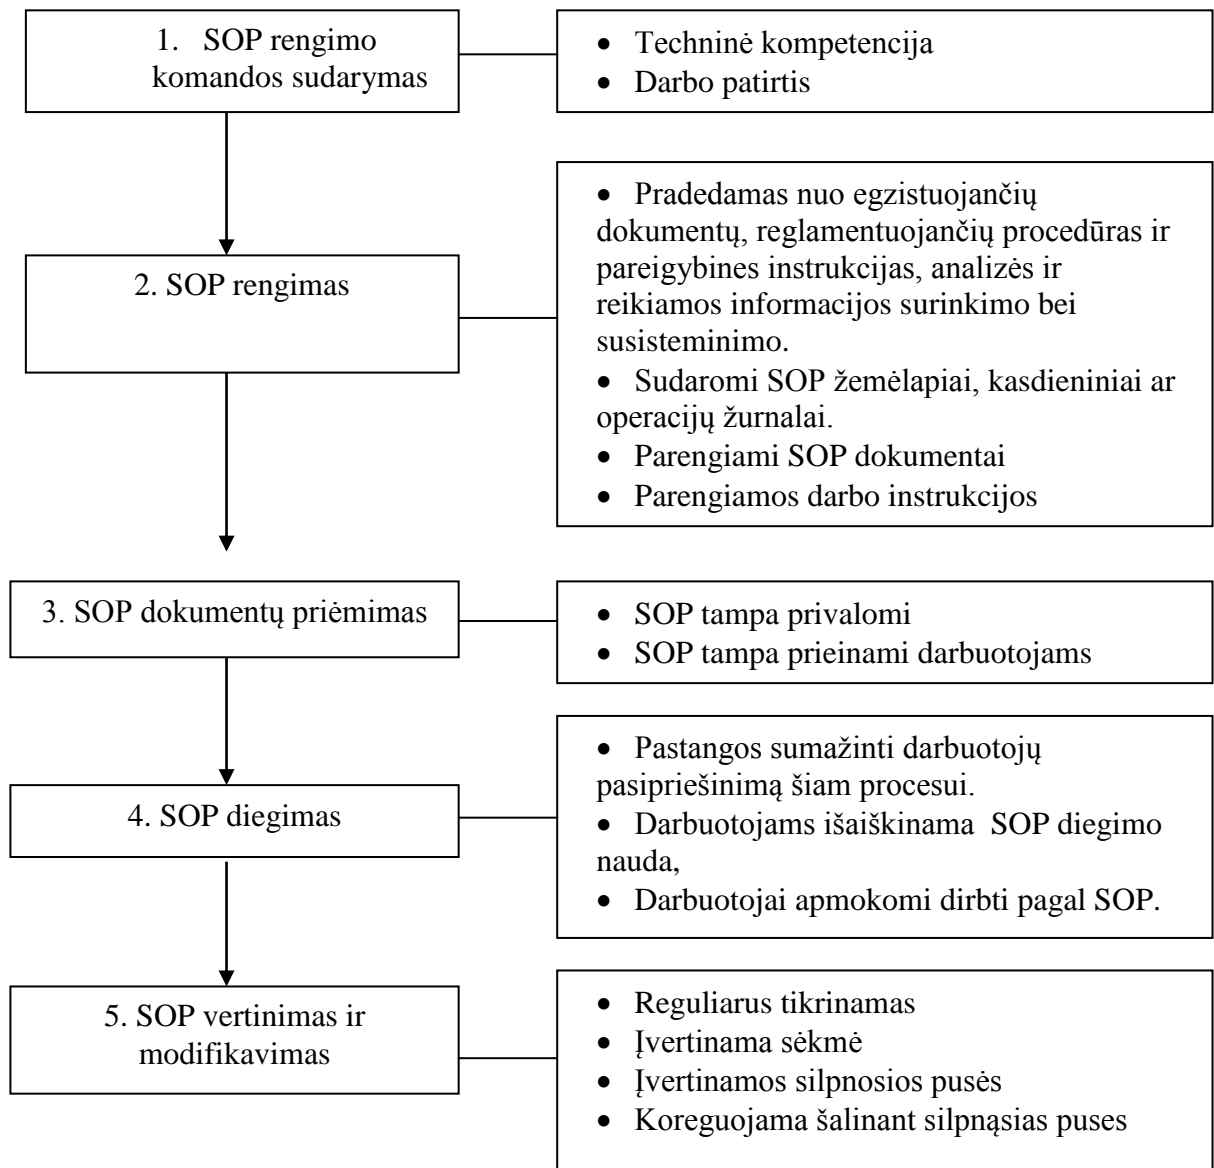 1. SOP rengimo
komandos sudarymas
• Techninė kompetencija
• Darbo patirtis
2. SOP rengimas
• Pradedamas nuo egzistuojančių
dokumentų, reglamentuojančių procedūras ir
pareigybines instrukcijas, analizės ir
reikiamos informacijos surinkimo bei
susisteminimo.
• Sudaromi SOP žemėlapiai, kasdieniniai ar
operacijų žurnalai.
• Parengiami SOP dokumentai
• Parengiamos darbo instrukcijos
3. SOP dokumentų priėmimas
• SOP tampa privalomi
• SOP tampa prieinami darbuotojams
4. SOP diegimas
• Pastangos sumažinti darbuotojų
pasipriešinimą šiam procesui.
• Darbuotojams išaiškinama SOP diegimo
nauda,
• Darbuotojai apmokomi dirbti pagal SOP.
5. SOP vertinimas ir
modifikavimas
• Reguliarus tikrinamas
• Įvertinama sėkmė
• Įvertinamos silpnosios pusės
• Koreguojama šalinant silpnąsias puses